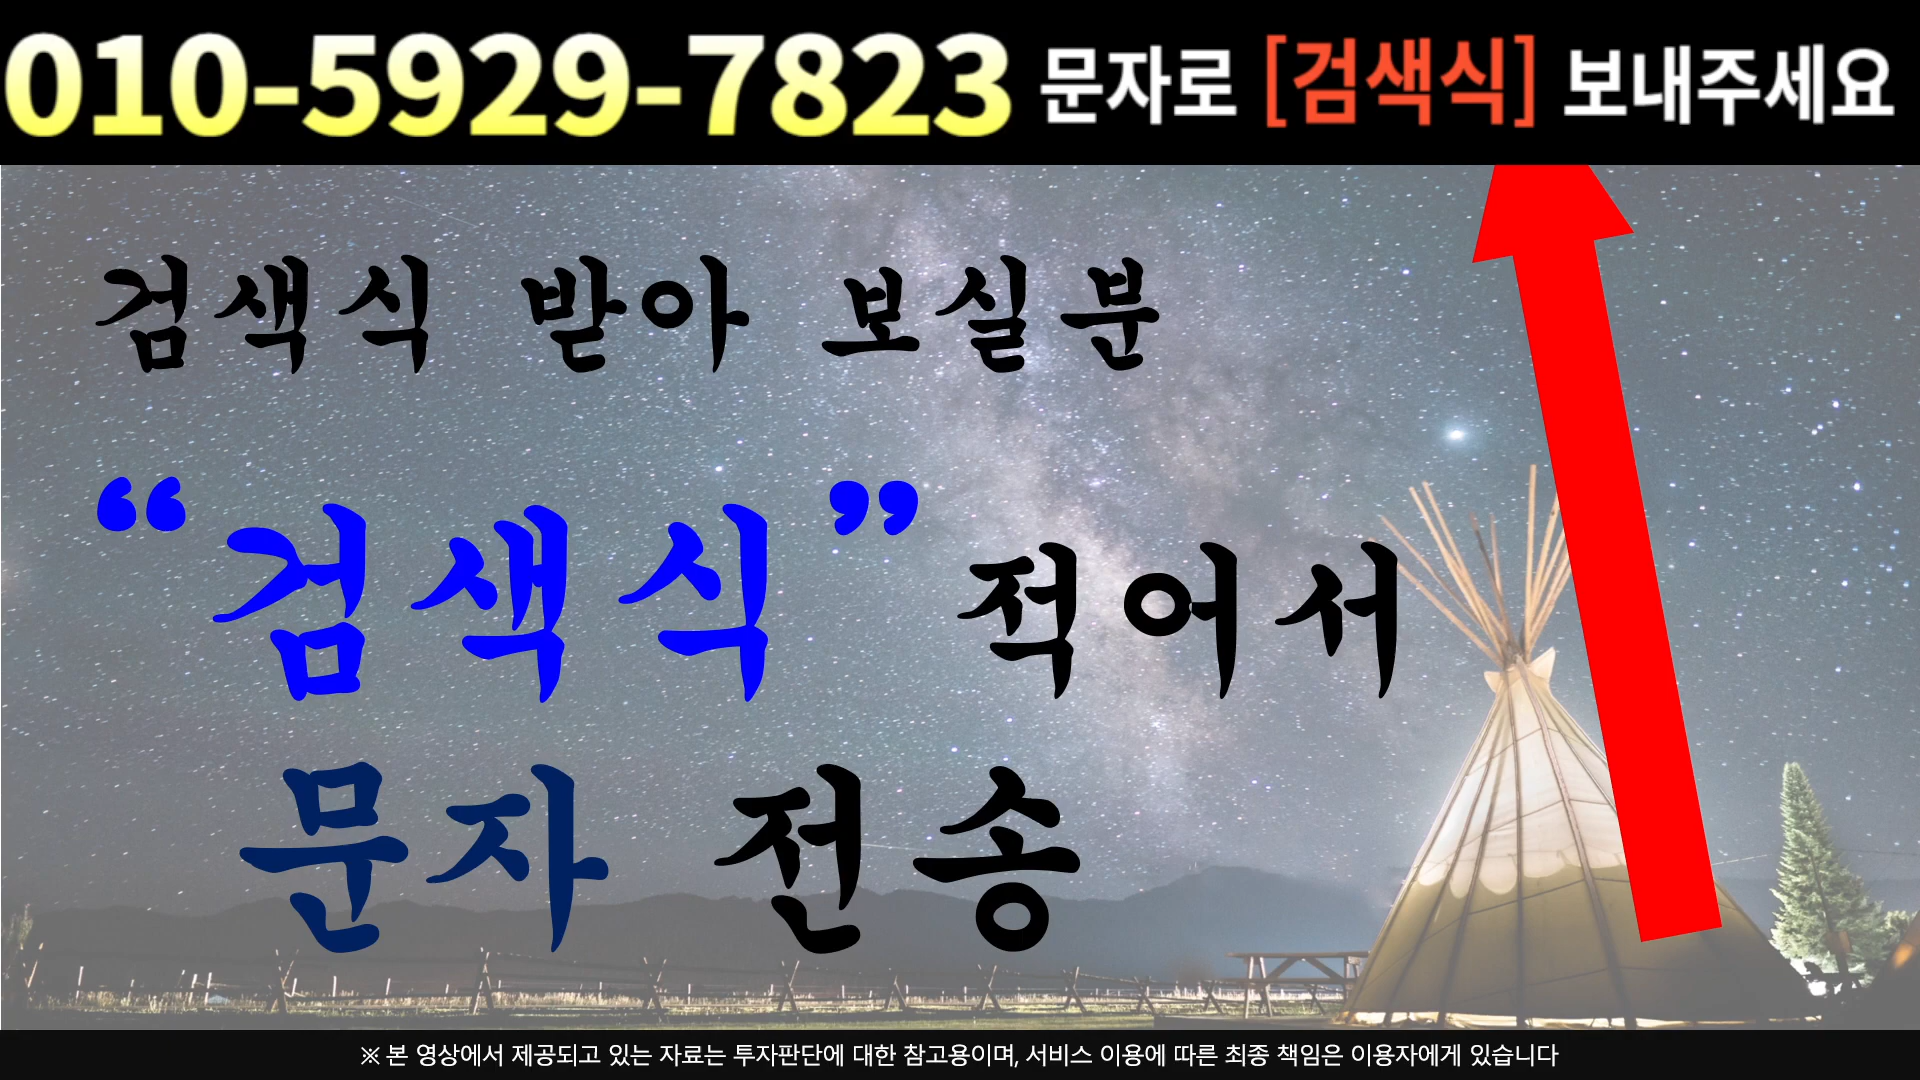 010-5929-7823 문자로 [검색식] 보내주세요
검색식 받아 보실분
“검색식” 적어서
문자 전송
※ 본 영상에서 제공되고 있는 자료는 투자판단에 대한 참고용이며, 서비스 이용에 따른 최종 책임은 이용자에게 있습니다